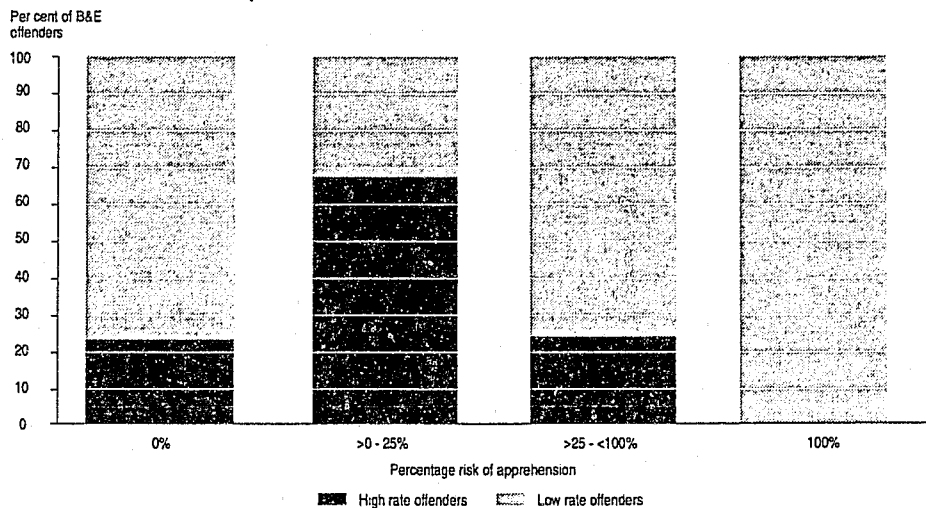 Per cent of B&E
offenders
100
90
80
70
60
50
40
30
20
10
0
0%
>0 - 25%
>25 - <100%
100%
Percentage risk of apprehension
High rate offenders
Low rate offenders